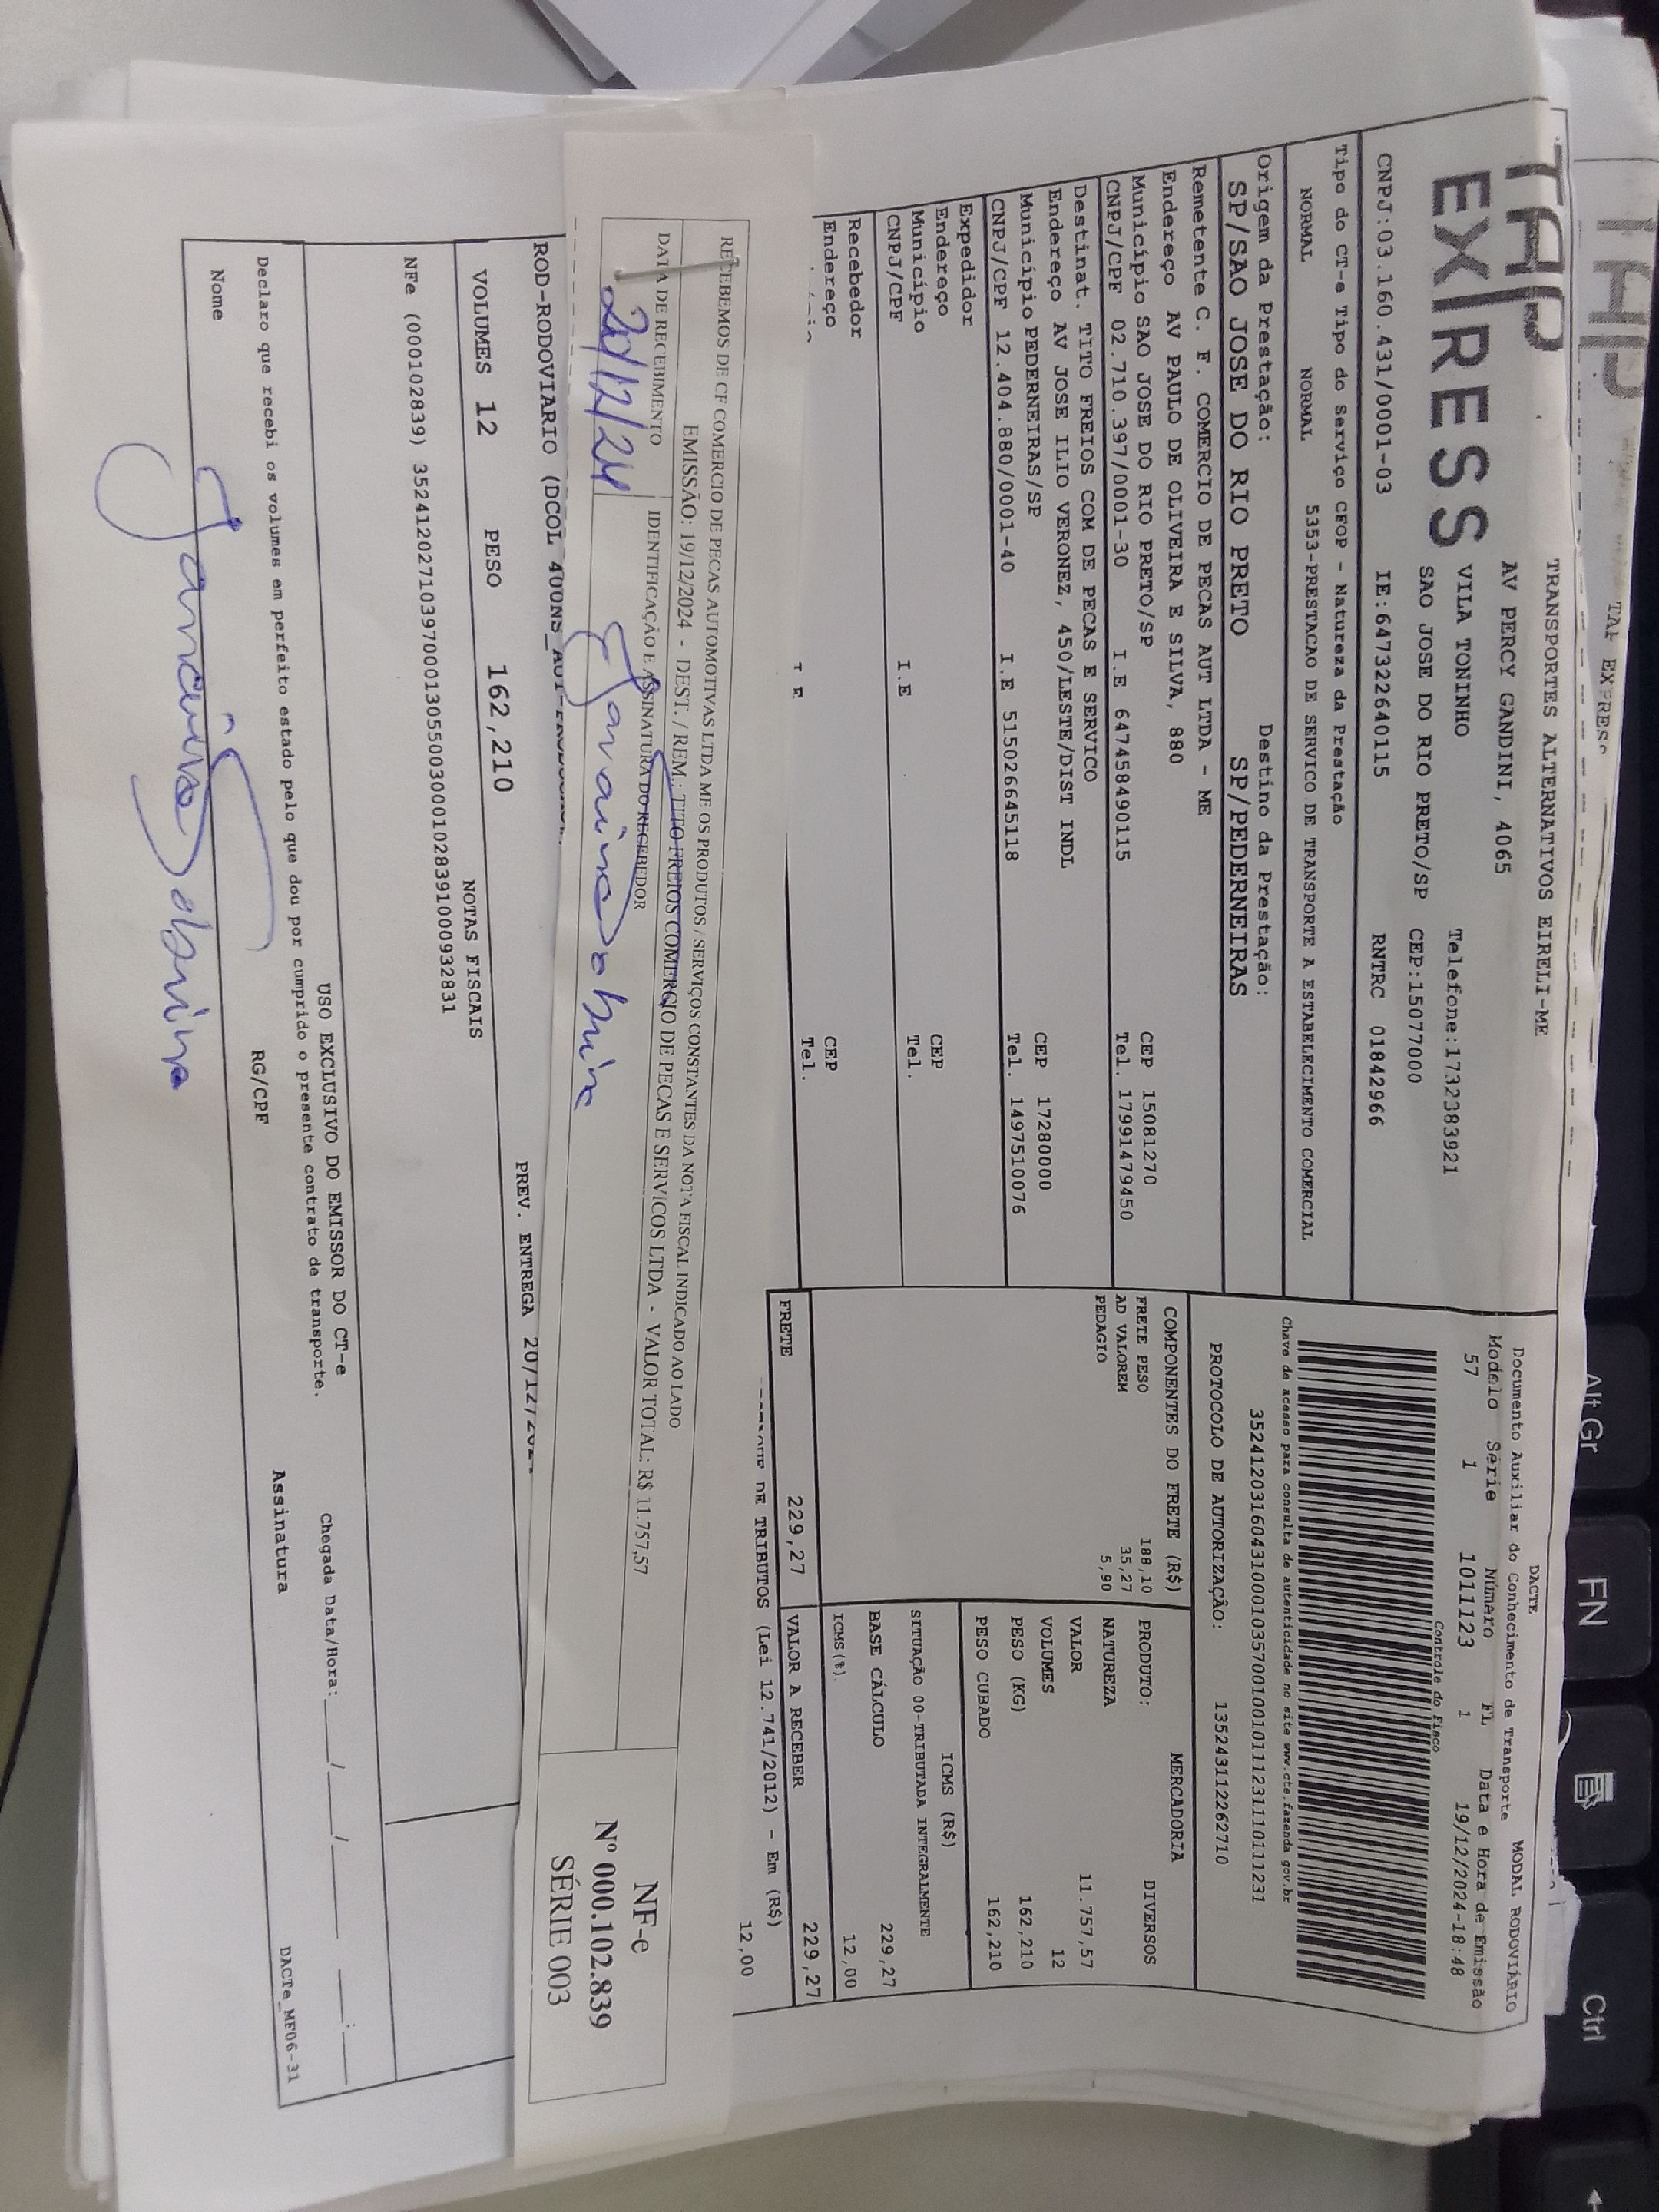 TAP EXPRESS
TAP
EXPRESS
TRANSPORTES ALTERNATIVOS EIRELI-ME
AV PERCY GANDINI, 4065
VILA TONINHO Telefone:1732383921
SAO JOSE DO RIO PRETO/SP CEP:15077000
CNPJ:03.160.431/0001-03 IE:647322640115 RNTRC 01842966
Tipo do CT-e Tipo do Serviço CFOP - Natureza da Prestação
NORMAL NORMAL 5353-PRESTACAO DE SERVICO DE TRANSPORTE A ESTABELECIMENTO COMERCIAL
Origem da Prestação: Destino da Prestação:
SP/SAO JOSE DO RIO PRETO SP/PEDERNEIRAS
Remetente C. F. COMERCIO DE PECAS AUT LTDA - ME
Endereço AV PAULO DE OLIVEIRA E SILVA, 880 CEP 15081270
Município SAO JOSE DO RIO PRETO/SP Tel. 17991479450
CNPJ/CPF 02.710.397/0001-30 I.E 647458490115
Destinat. TITO FREIOS COM DE PECAS E SERVICO
Endereço AV JOSE ILIO VERONEZ, 450/LESTE/DIST INDL CEP 17280000
Município PEDERNEIRAS/SP Tel. 1497510076
CNPJ/CPF 12.404.880/0001-40 I.E 515026645118
Expedidor
Endereço CEP
Município Tel.
CNPJ/CPF I.E
Recebedor
Endereço CEP
Tel.
I E
DACTE MODAL RODOVIÁRIO
Documento Auxiliar do Conhecimento de Transporte
Modelo Série Número FL Data e Hora de Emissão
57 1 1011123 1 19/12/2024-18:48
Controle do Fisco
Chave de acesso para consulta de autenticidade no site www.cte.fazenda gov.br
35241203160431000103570010010111231110111231
PROTOCOLO DE AUTORIZAÇÃO: 135243112262710
COMPONENTES DO FRETE (R$)
FRETE PESO 188,10
AD VALOREM 35,27
PEDAGIO 5,90
MERCADORIA
PRODUTO: DIVERSOS
NATUREZA
VALOR 11.757,57
VOLUMES 12
PESO (KG) 162,210
PESO CUBADO 162,210
ICMS (R$)
SITUAÇÃO 00-TRIBUTADA INTEGRALMENTE
BASE CÁLCULO 229,27
ICMS(%) 12,00
FRETE 229,27 VALOR A RECEBER 229,27
DE TRIBUTOS (Lei 12.741/2012) - Em (R$) 12,00
RECEBEMOS DE CF COMERCIO DE PECAS AUTOMOTIVAS LTDA ME OS PRODUTOS / SERVIÇOS CONSTANTES DA NOTA FISCAL INDICADO AO LADO
EMISSÃO: 19/12/2024 - DEST. / REM.: TITO FREIOS COMERCIO DE PECAS E SERVICOS LTDA - VALOR TOTAL: R$ 11.757,57
DATA DE RECEBIMENTO IDENTIFICAÇÃO E ASSINATURA DO RECEBEDOR
NF-e
Nº 000.102.839
SÉRIE 003
ROD-RODOVIARIO (DCOL PREV. ENTREGA
VOLUMES 12 PESO 162,210 NOTAS FISCAIS
NFe (000102839) 35241202710397000130550030001028391000932831
USO EXCLUSIVO DO EMISSOR DO CT-e
Declaro que recebi os volumes em perfeito estado pelo que dou por cumprido o presente contrato de transporte. Chegada Data/Hora:____/____/____ ____:____
Nome RG/CPF Assinatura
DACTe_MF06-31
Alt Gr
FN
Ctrl